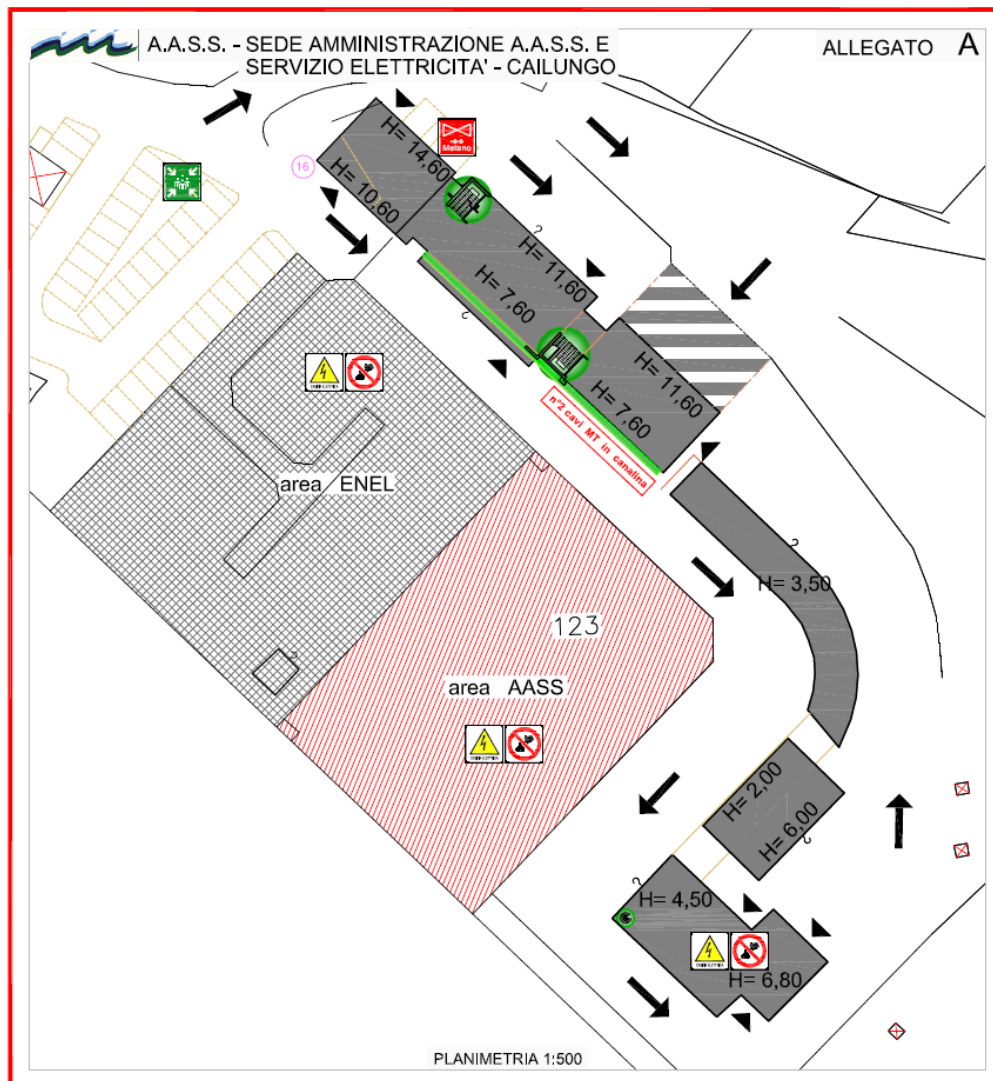 A.A.S.S. - SEDE AMMINISTRAZIONE A.A.S.S. E
SERVIZIO ELETTRICITA' - CAILUNGO
ALLEGATO A
H= 14,60
Metano
16
H= 10,60
H= 11,60
H= 7,60
H= 11,60
H= 7,60
n°2 cavi MT in canalina
area ENEL
H= 3,50
123
area AASS
H= 2,00
H= 6,00
H= 4,50
H= 6,80
PLANIMETRIA 1:500